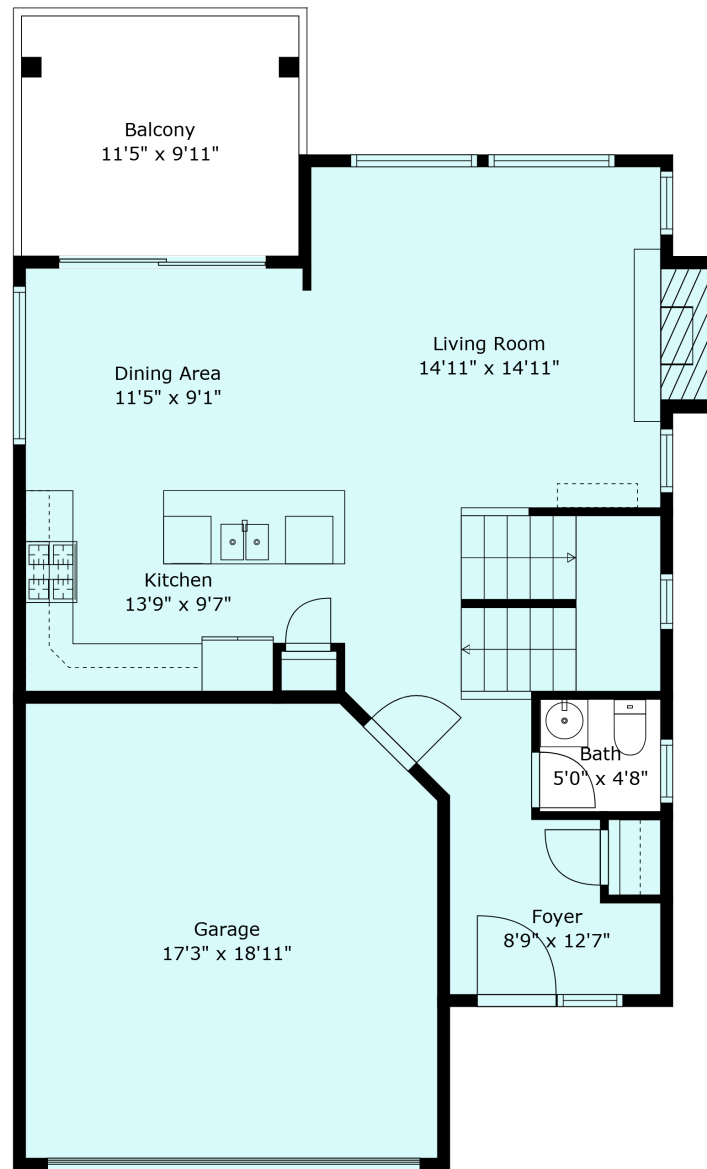 Balcony
11'5" x 9'11"
Living Room
14'11" x 14'11"
Dining Area
11'5" x 9'1"
Kitchen
13'9" x 9'7"
Bath
5'0" x 4'8"
Foyer
8'9" x 12'7"
Garage
17'3" x 18'11"